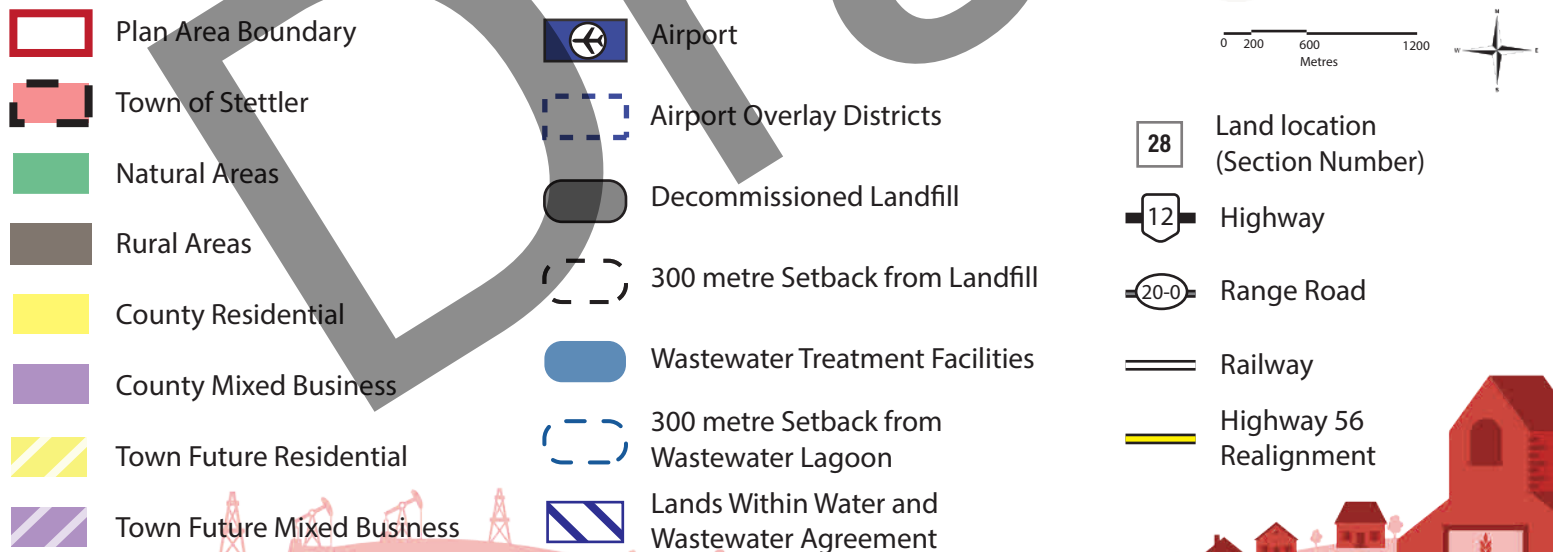 Plan Area Boundary
Town of Stettler
Natural Areas
Rural Areas
County Residential
County Mixed Business
Town Future Residential
Town Future Mixed Business
Airport
Airport Overlay Districts
Decommissioned Landfill
300 metre Setback from Landfill
Wastewater Treatment Facilities
300 metre Setback from
Wastewater Lagoon
Lands Within Water and
Wastewater Agreement
0 200 600 1200
Metres
N
W E
S
28
Land location
(Section Number)
12
Highway
20-0
Range Road
Railway
Highway 56
Realignment